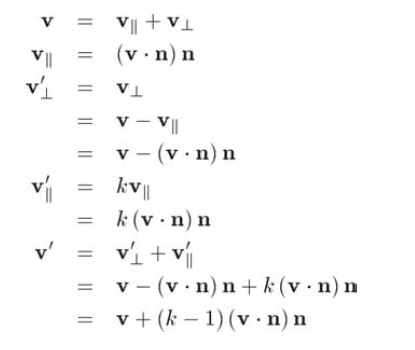 v = v∥ + v⊥
v∥ = (v · n) n
v′⊥ = v⊥
= v − v∥
= v − (v · n) n
v′∥ = kv∥
= k (v · n) n
v′ = v′⊥ + v′∥
= v − (v · n) n + k (v · n) n
= v + (k − 1) (v · n) n